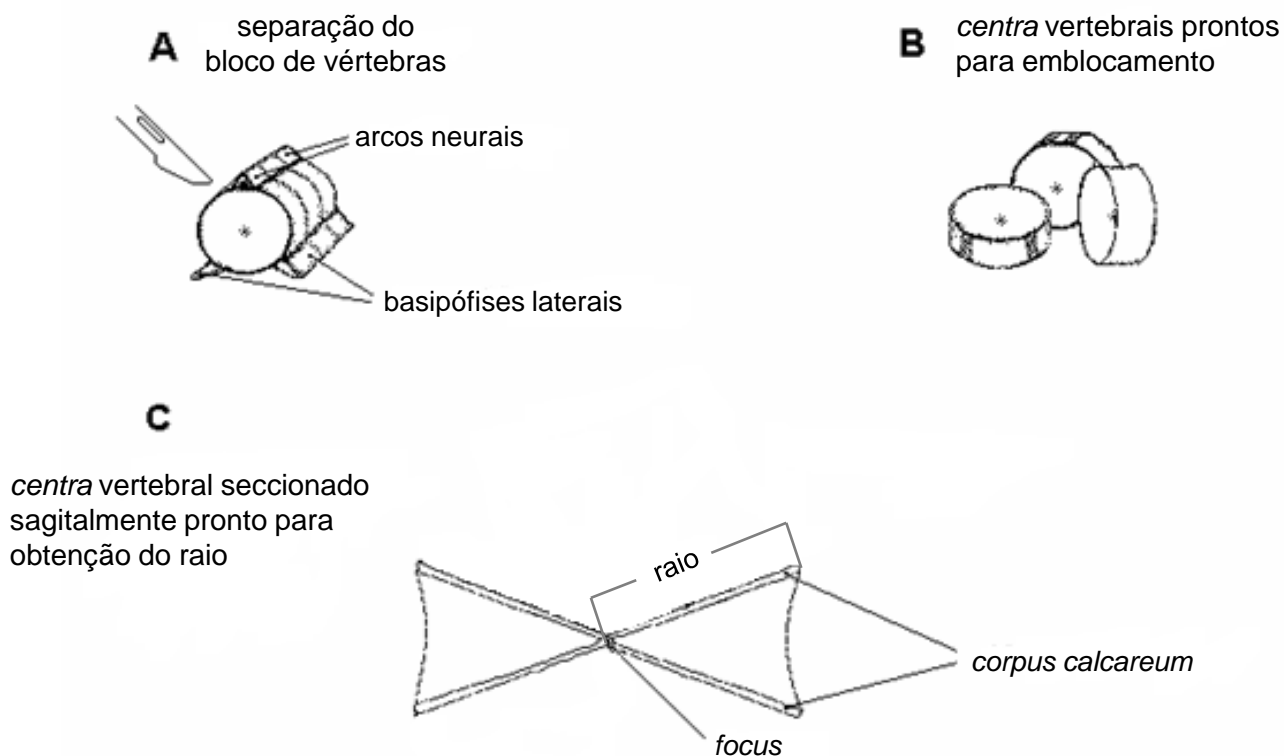 A
separação do
bloco de vértebras
arcos neurais
basipófises laterais
B
centra vertebrais prontos
para emblocamento
C
centra vertebral seccionado
sagitalmente pronto para
obtenção do raio
raio
corpus calcareum
focus